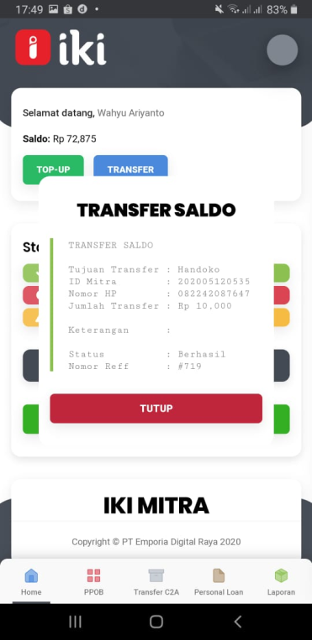 17:49
83%
iki
Selamat datang, Wahyu Ariyanto
Saldo: Rp 72,875
TOP-UP
TRANSFER
TRANSFER SALDO
TRANSFER SALDO
Tujuan Transfer : Handoko
ID Mitra : 202005120535
Nomor HP : 082242087647
Jumlah Transfer : Rp 10,000
Keterangan :
Status : Berhasil
Nomor Reff : #719
TUTUP
IKI MITRA
Copyright © PT Emporia Digital Raya 2020
Home
PPOB
Transfer C2A
Personal Loan
Laporan